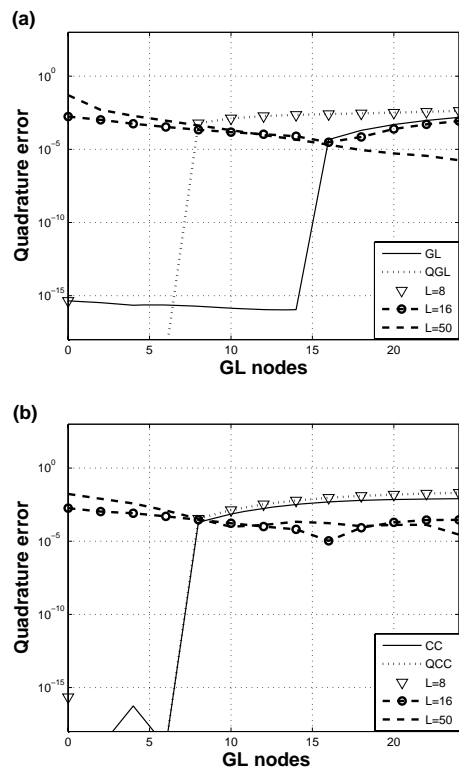 (a)
10^0
10^-5
10^-10
10^-15
Quadrature error
0 5 10 15 20
GL nodes
GL
QGL
L=8
L=16
L=50
(b)
10^0
10^-5
10^-10
10^-15
Quadrature error
0 5 10 15 20
GL nodes
CC
QCC
L=8
L=16
L=50